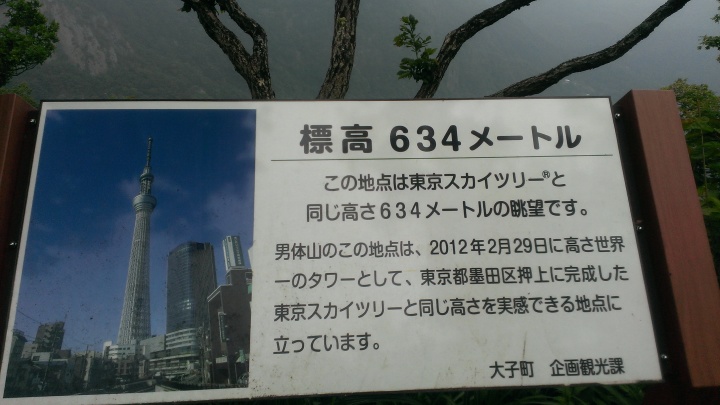 標高 634メートル
この地点は東京スカイツリー®と
同じ高さ634メートルの眺望です。
男体山のこの地点は、2012年2月29日に高さ世界
一のタワーとして、東京都墨田区押上に完成した
東京スカイツリーと同じ高さを実感できる地点に
立っています。
大子町 企画観光課